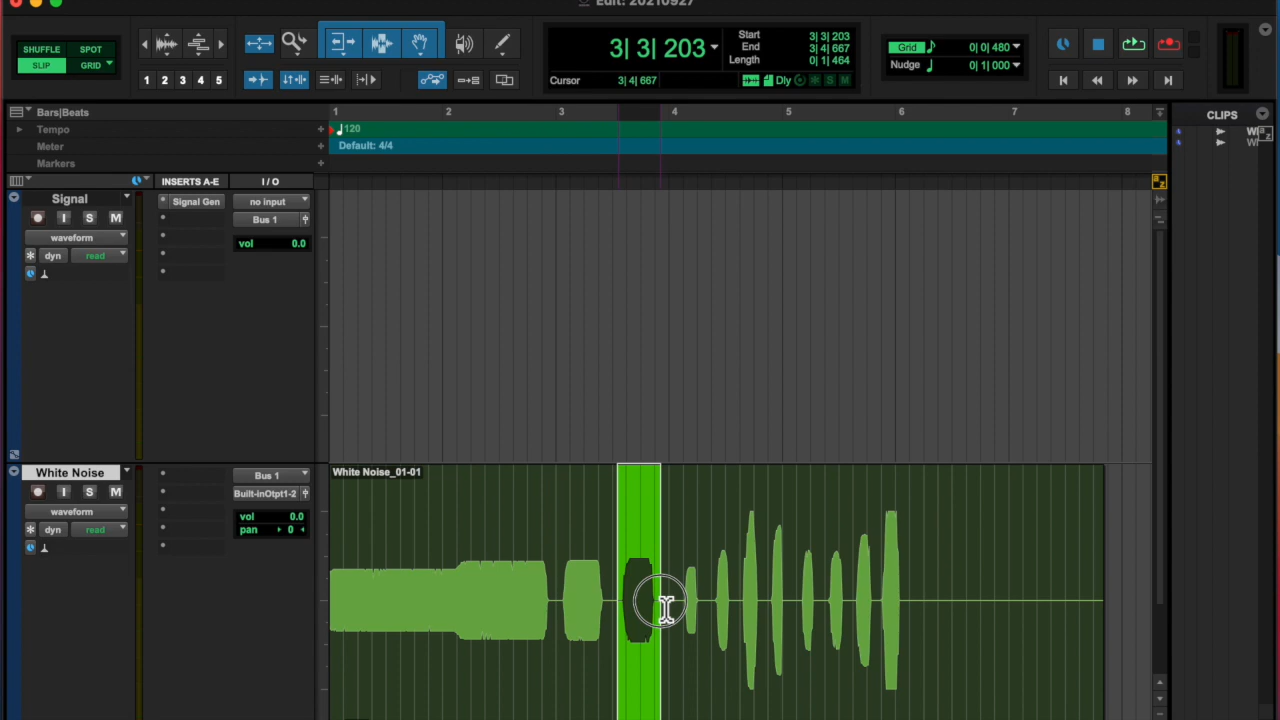 Edit: 20210927
SHUFFLE SPOT
SLIP GRID
1 2 3 4 5
3| 3| 203
Start 3| 3| 203
End 3| 4| 667
Length 0| 1| 464
Cursor 3| 4| 667
Dly S M
Grid 0| 0| 480
Nudge 0| 1| 000
Bars|Beats 1 2 3 4 5 6 7 8
CLIPS
Tempo 120
Meter Default: 4/4
Markers
INSERTS A-E I / O
Signal Signal Gen no input
I S M Bus 1
waveform vol 0.0
dyn read
White Noise Bus 1
White Noise_01-01
I S M Built-inOtpt1-2
waveform vol 0.0
dyn read pan 0